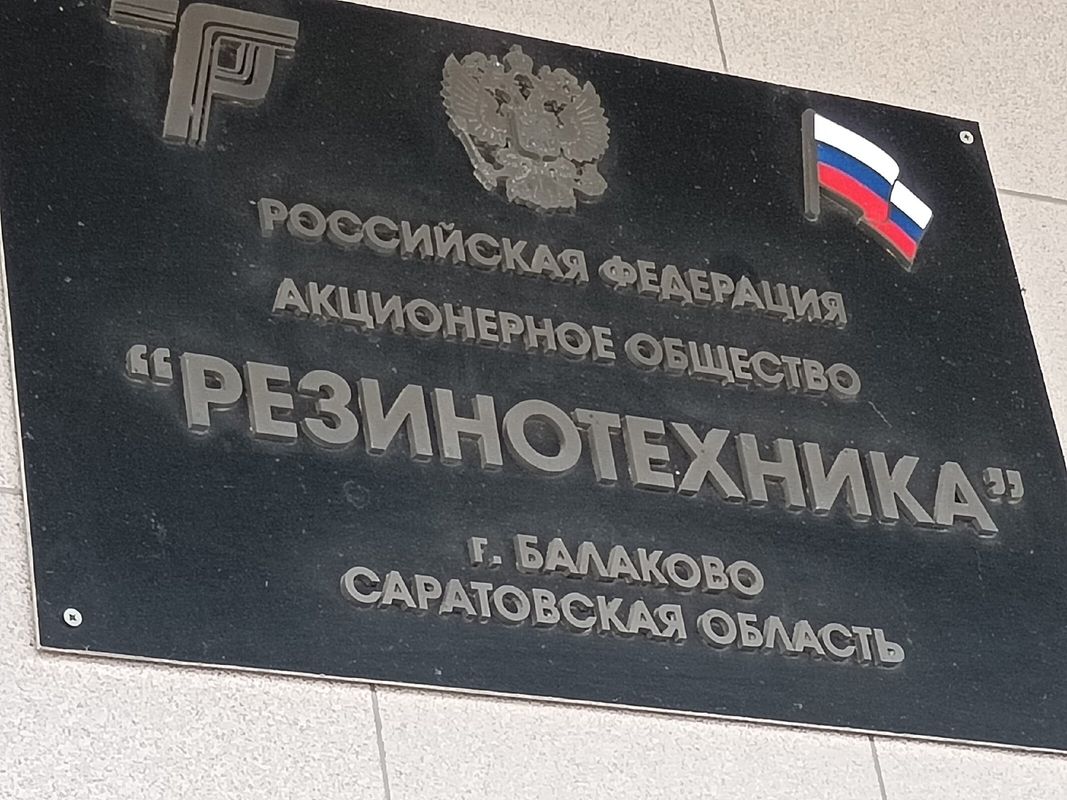 РОССИЙСКАЯ ФЕДЕРАЦИЯ
АКЦИОНЕРНОЕ ОБЩЕСТВО
“РЕЗИНОТЕХНИКА”
г. БАЛАКОВО
САРАТОВСКАЯ ОБЛАСТЬ